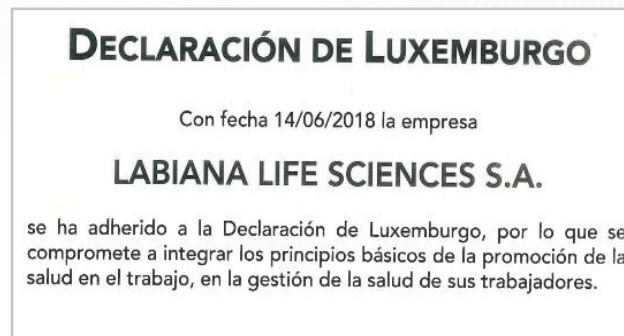 DECLARACIÓN DE LUXEMBURGO
Con fecha 14/06/2018 la empresa
LABIANA LIFE SCIENCES S.A.
se ha adherido a la Declaración de Luxemburgo, por lo que se
compromete a integrar los principios básicos de la promoción de la
salud en el trabajo, en la gestión de la salud de sus trabajadores.